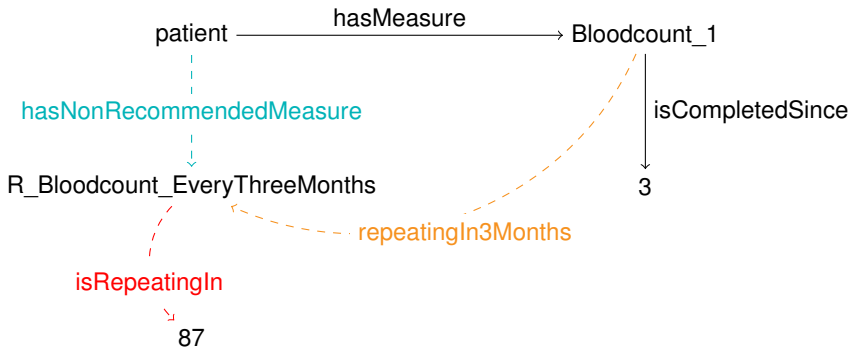 hasMeasure
patient
Bloodcount_1
hasNonRecommendedMeasure
isCompletedSince
R_Bloodcount_EveryThreeMonths
3
repeatingIn3Months
isRepeatingIn
87